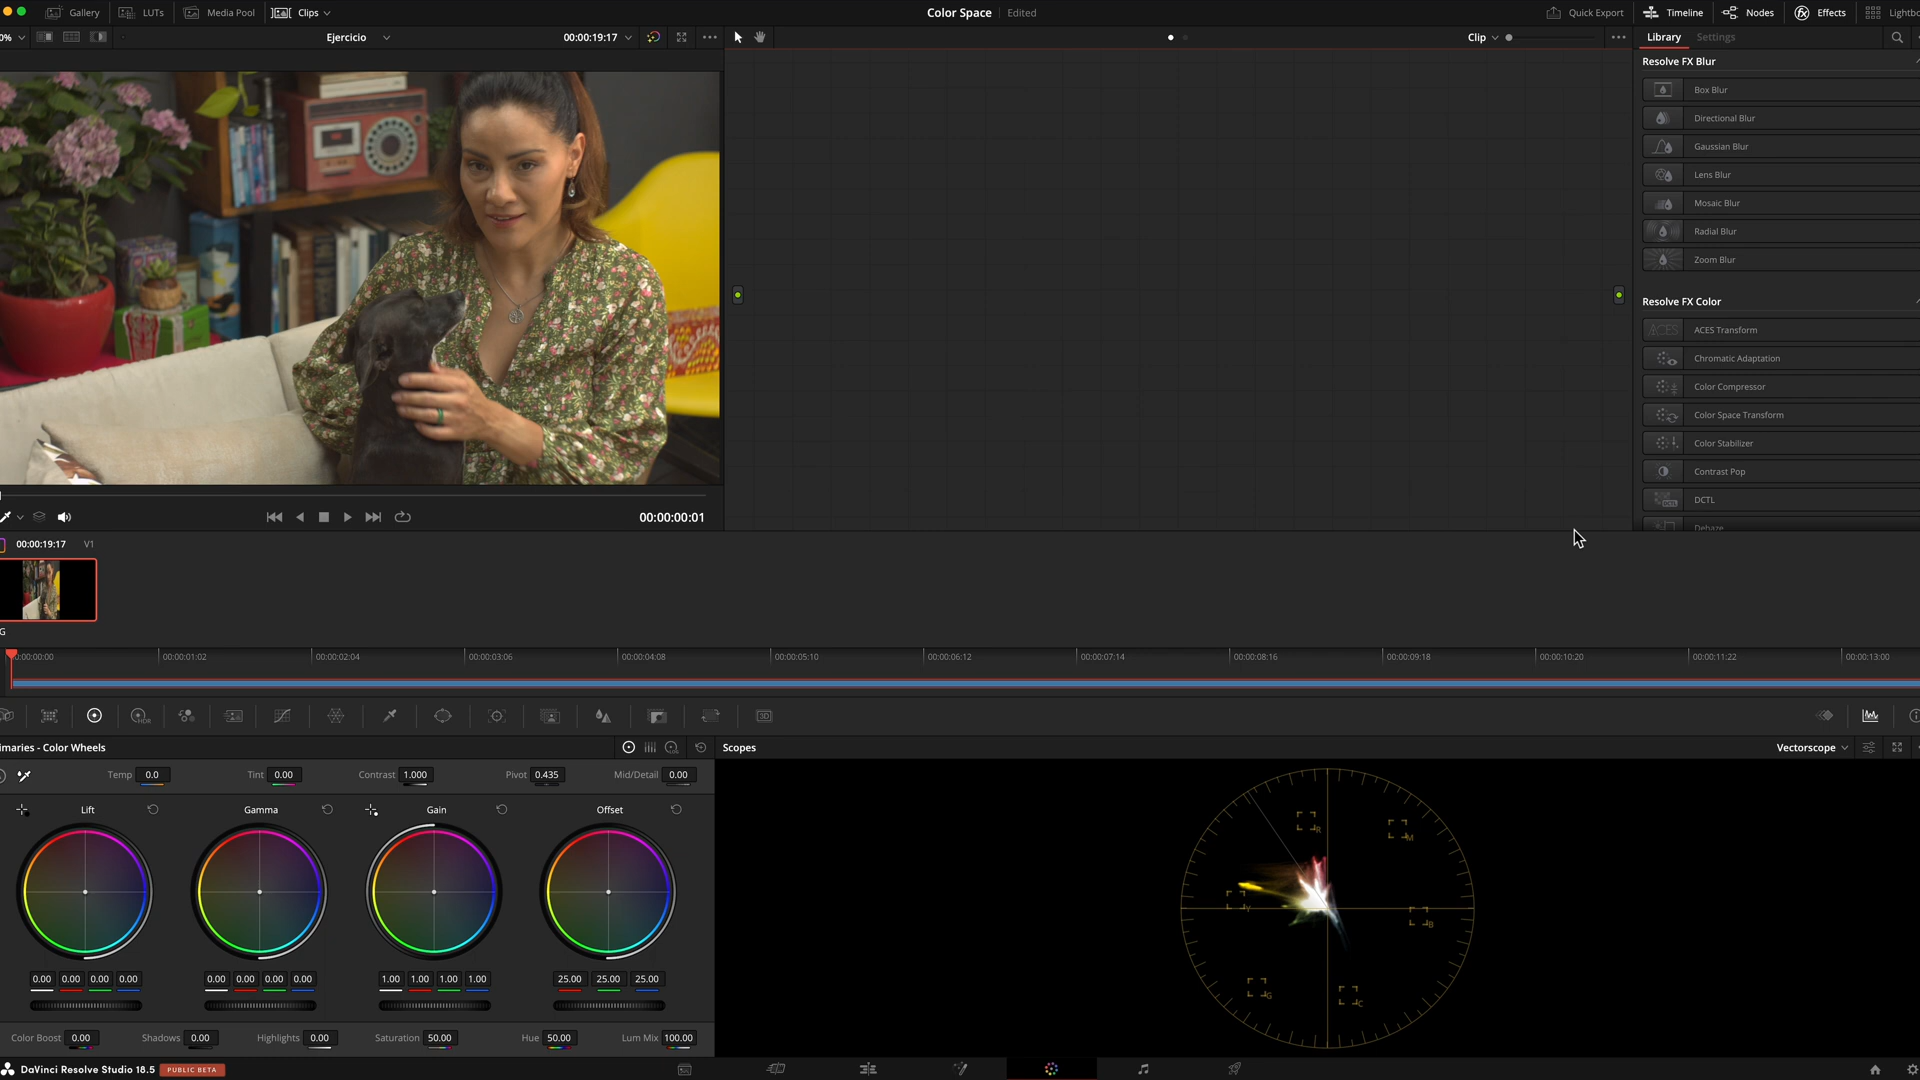 Gallery LUTs Media Pool Clips Color Space Edited Quick Export Timeline Nodes Effects
0% Ejercicio 00:00:19:17 Clip Library Settings
Resolve FX Blur
Box Blur
Directional Blur
Gaussian Blur
Lens Blur
Mosaic Blur
Radial Blur
Zoom Blur
Resolve FX Color
ACES Transform
Chromatic Adaptation
Color Compressor
Color Space Transform
Color Stabilizer
Contrast Pop
DCTL
Dehaze
00:00:00:01
00:00:19:17 V1
00:00:00:00 00:00:01:02 00:00:02:04 00:00:03:06 00:00:04:08 00:00:05:10 00:00:06:12 00:00:07:14 00:00:08:16 00:00:09:18 00:00:10:20 00:00:11:22 00:00:13:00
HDR 3D
imaries - Color Wheels Scopes Vectorscope
Temp 0.0 Tint 0.00 Contrast 1.000 Pivot 0.435 Mid/Detail 0.00
Lift Gamma Gain Offset
R M
Y B
G C
0.00 0.00 0.00 0.00 0.00 0.00 0.00 0.00 1.00 1.00 1.00 1.00 25.00 25.00 25.00
Color Boost 0.00 Shadows 0.00 Highlights 0.00 Saturation 50.00 Hue 50.00 Lum Mix 100.00
DaVinci Resolve Studio 18.5 PUBLIC BETA